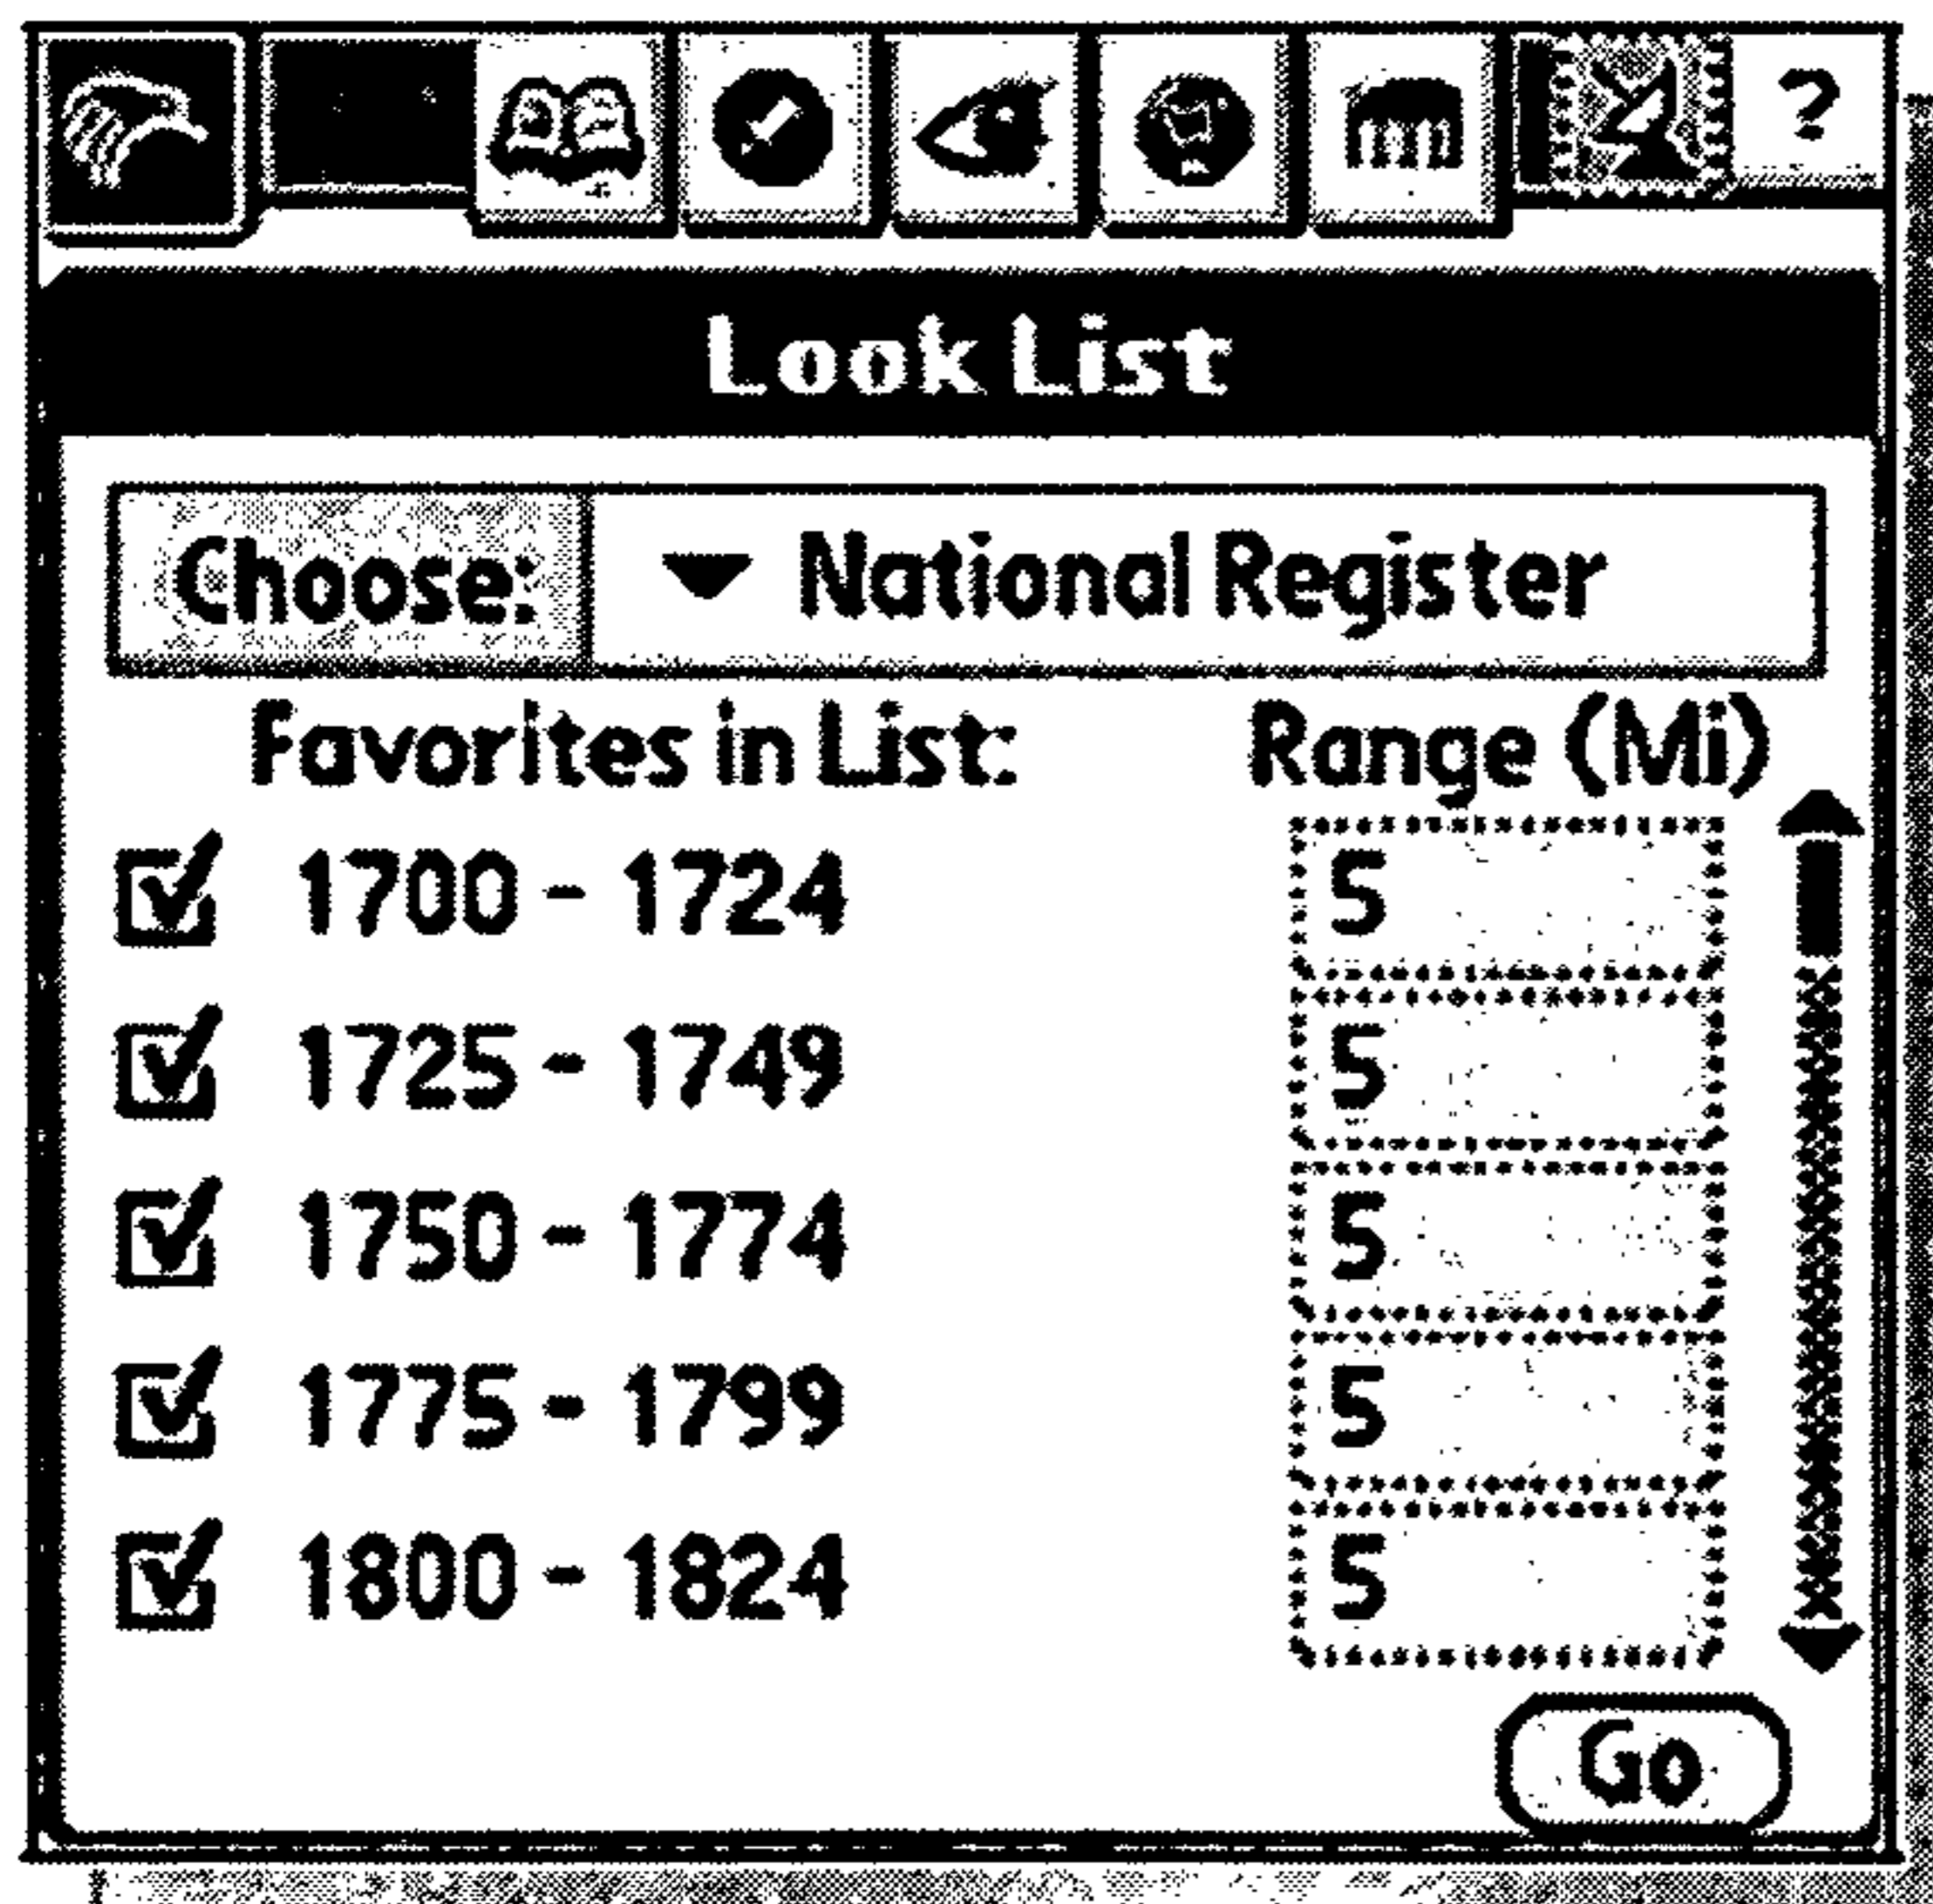 ?
Look List
Choose: National Register
Favorites in List: Range (Mi)
1700 - 1724 5
1725 - 1749 5
1750 - 1774 5
1775 - 1799 5
1800 - 1824 5
Go